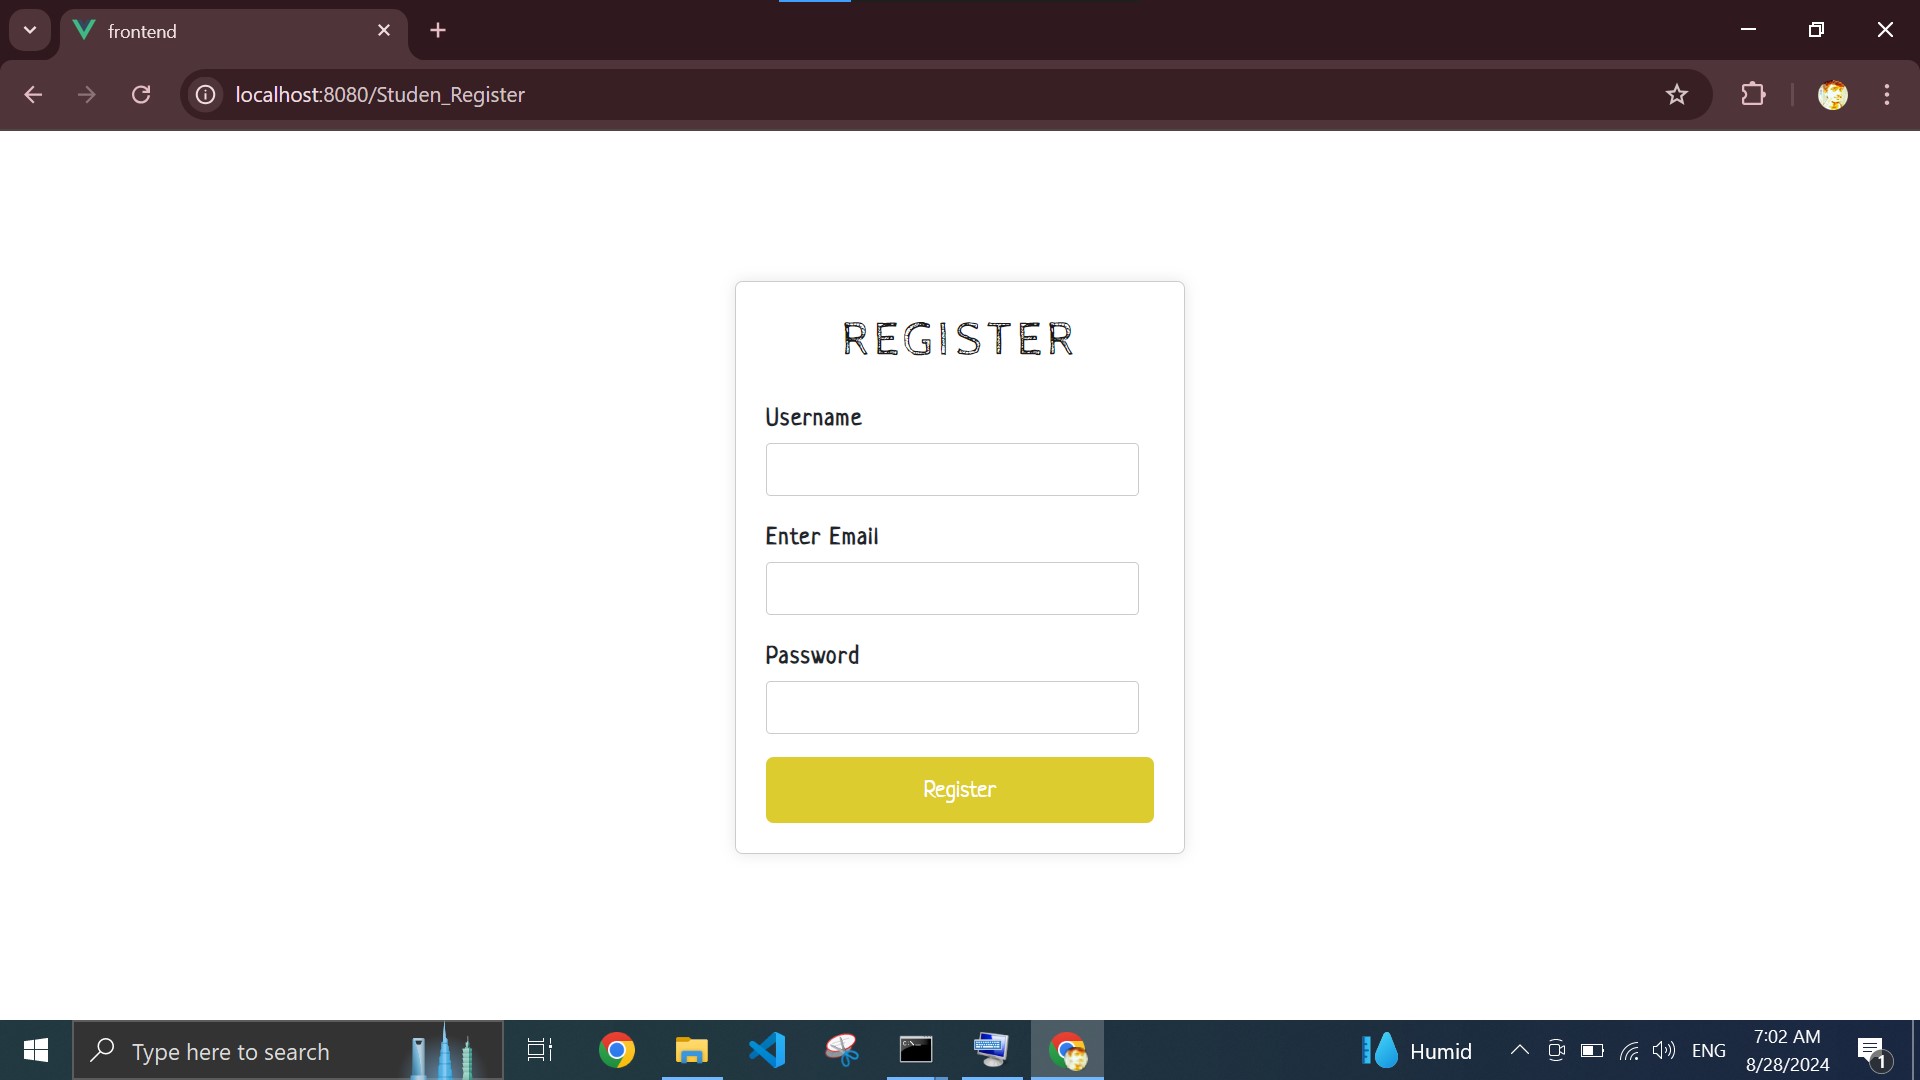 frontend
localhost:8080/Studen_Register
REGISTER
Username
Enter Email
Password
Register
Type here to search
Humid
ENG
7:02 AM
8/28/2024
1